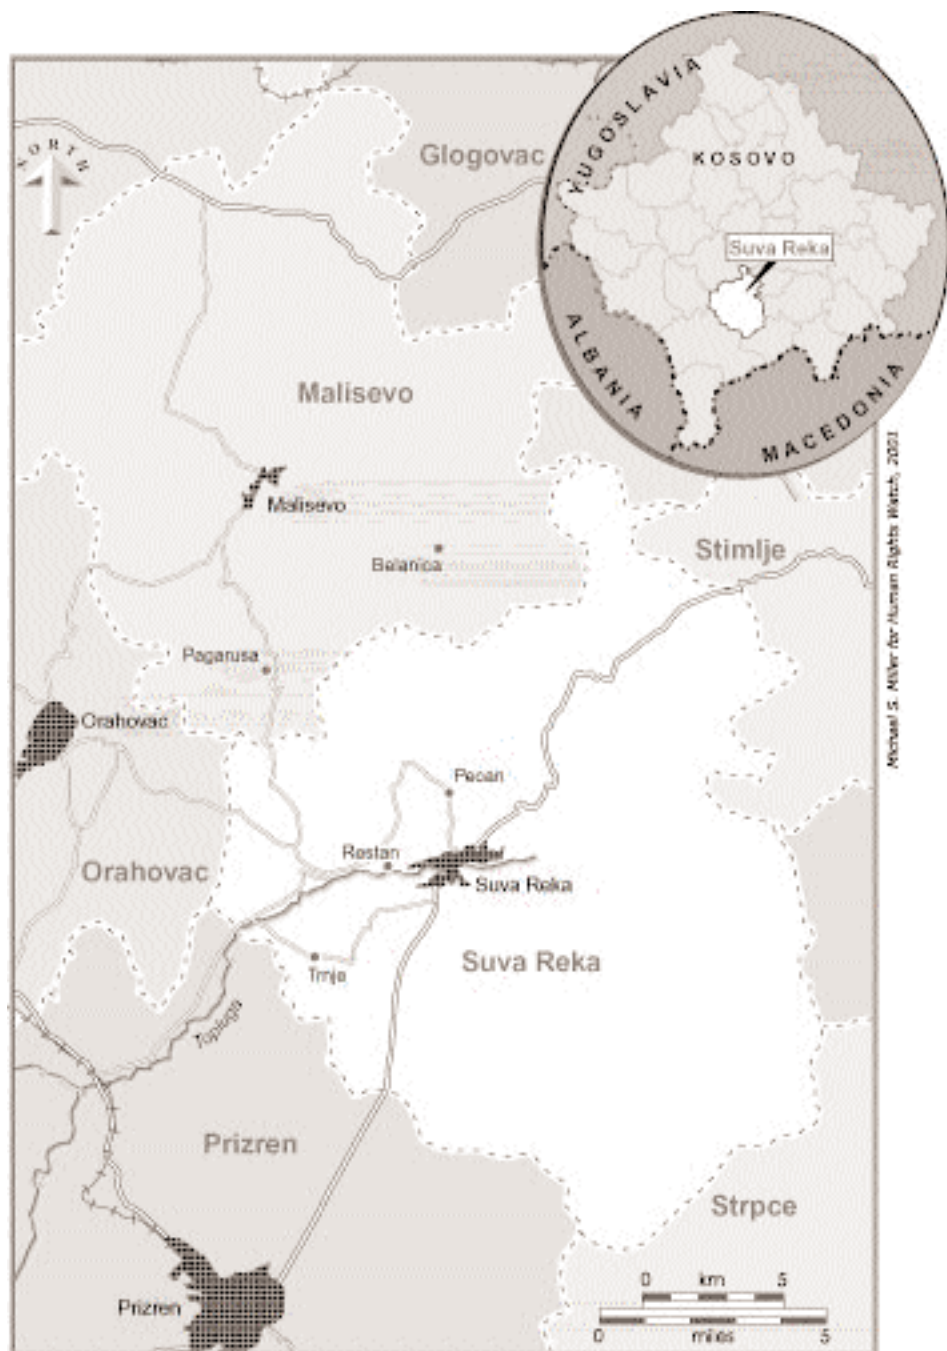 NORTH
Glogovac
YUGOSLAVIA
KOSOVO
Suva Reka
ALBANIA
MACEDONIA
Malisevo
Malisevo
Stimlje
Belanica
Pagarusa
Orahovac
Pecan
Restan
Orahovac
Suva Reka
Suva Reka
Trnje
Topluga
Prizren
Strpce
Prizren
0 km 5
0 miles 5
Michael S. Miller for Human Rights Watch, 2001